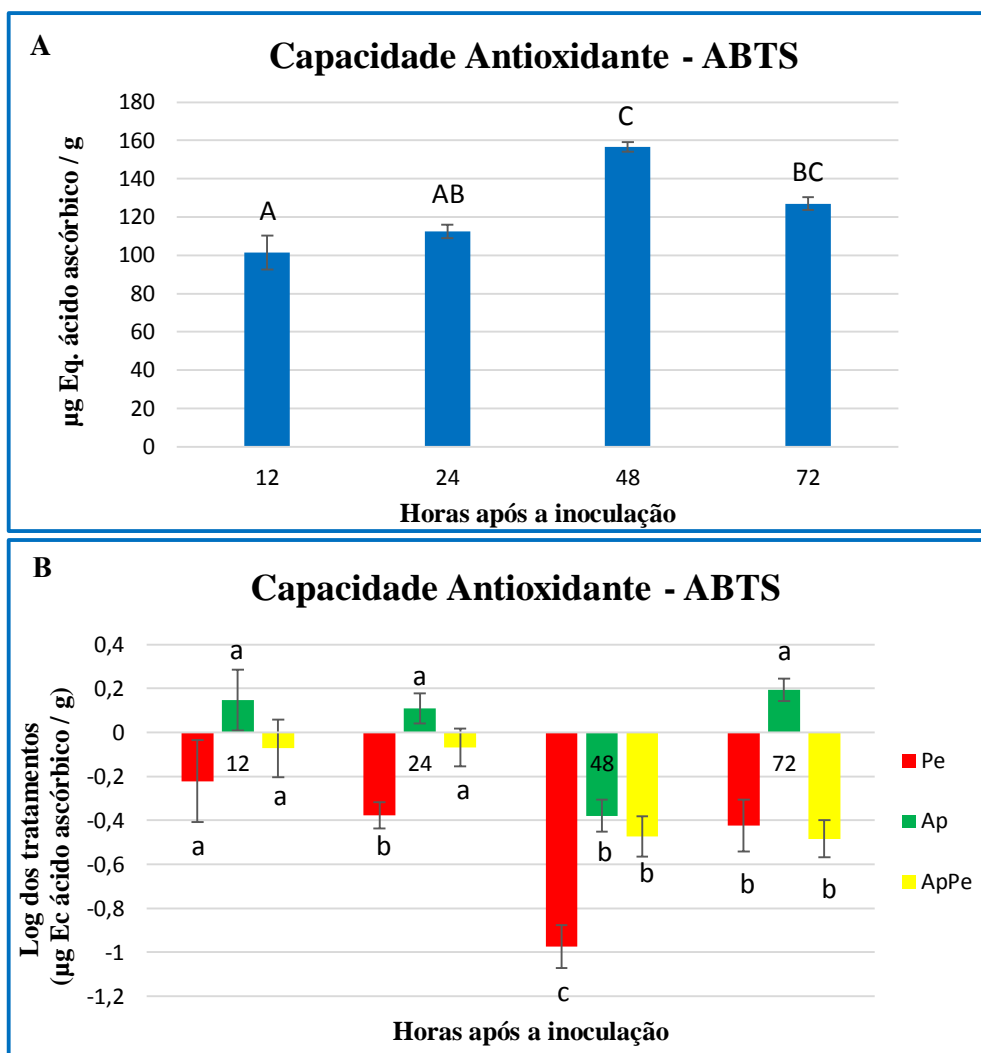 A
Capacidade Antioxidante - ABTS
µg Eq. ácido ascórbico / g
180
160
140
120
100
80
60
40
20
0
A
AB
C
BC
12
24
48
72
Horas após a inoculação
B
Capacidade Antioxidante - ABTS
Log dos tratamentos
(µg Ec ácido ascórbico / g)
0,4
0,2
0
-0,2
-0,4
-0,6
-0,8
-1
-1,2
a
a
a
12
a
a
24
b
a
48
b
b
c
a
72
b
b
Pe
Ap
ApPe
Horas após a inoculação